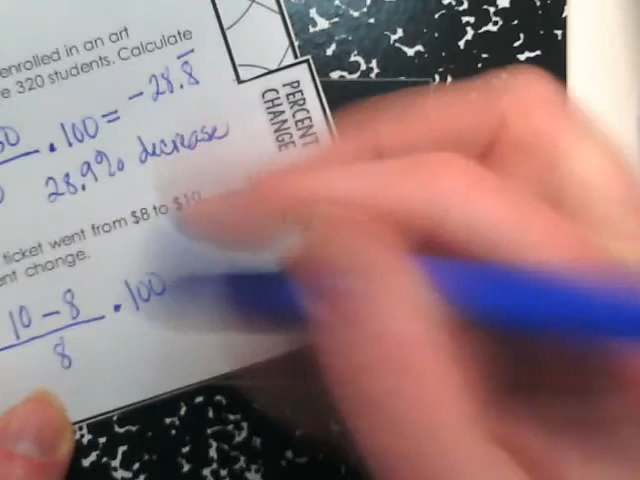 enrolled in an art
e 320 students. Calculate
50 · 100 = -28.8̅
28.9% decrease
PERCENT
CHANGE
ticket went from $8 to $10
ent change.
10 - 8 · 100
8